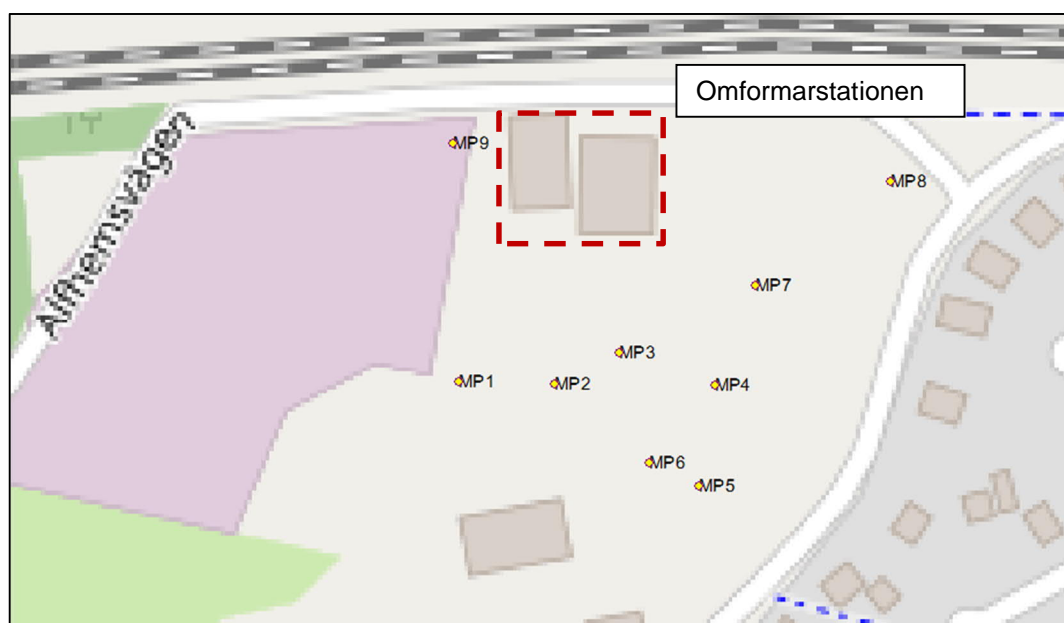 Omformarstationen
Alfhemsvägen
MP9
MP8
MP7
MP3
MP1
MP2
MP4
MP6
MP5